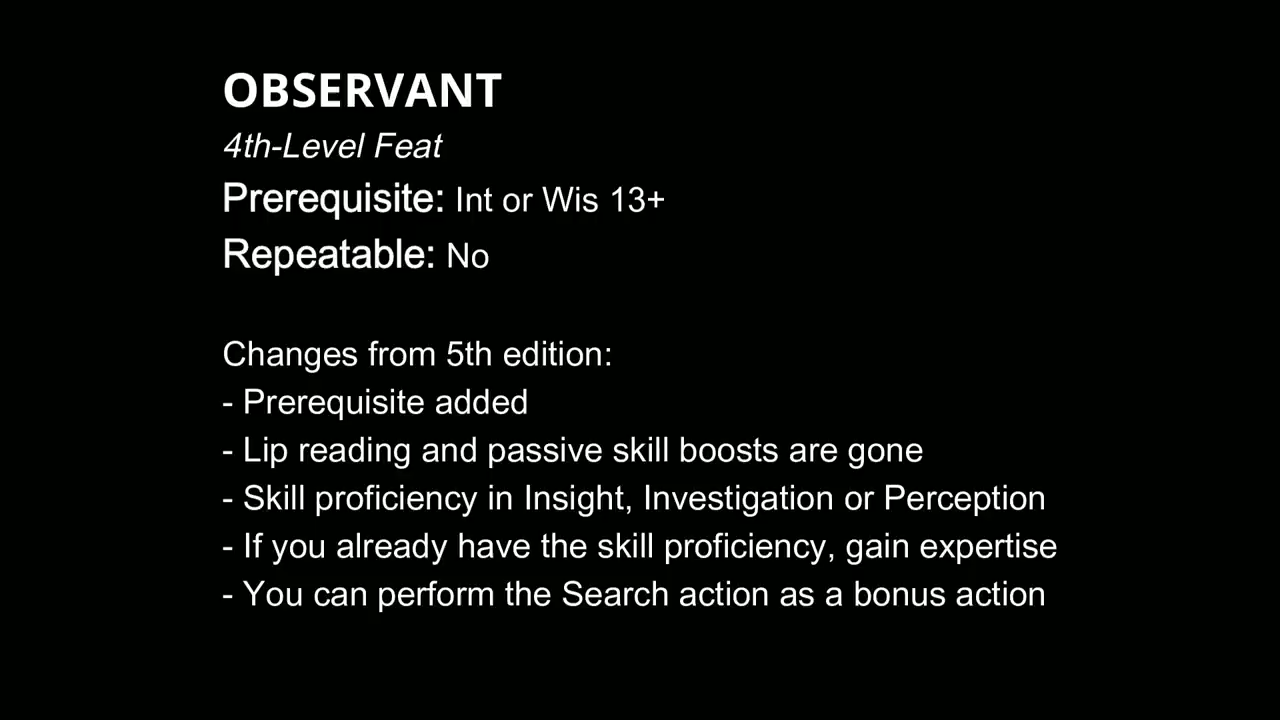 OBSERVANT
4th-Level Feat
Prerequisite: Int or Wis 13+
Repeatable: No
Changes from 5th edition:
- Prerequisite added
- Lip reading and passive skill boosts are gone
- Skill proficiency in Insight, Investigation or Perception
- If you already have the skill proficiency, gain expertise
- You can perform the Search action as a bonus action